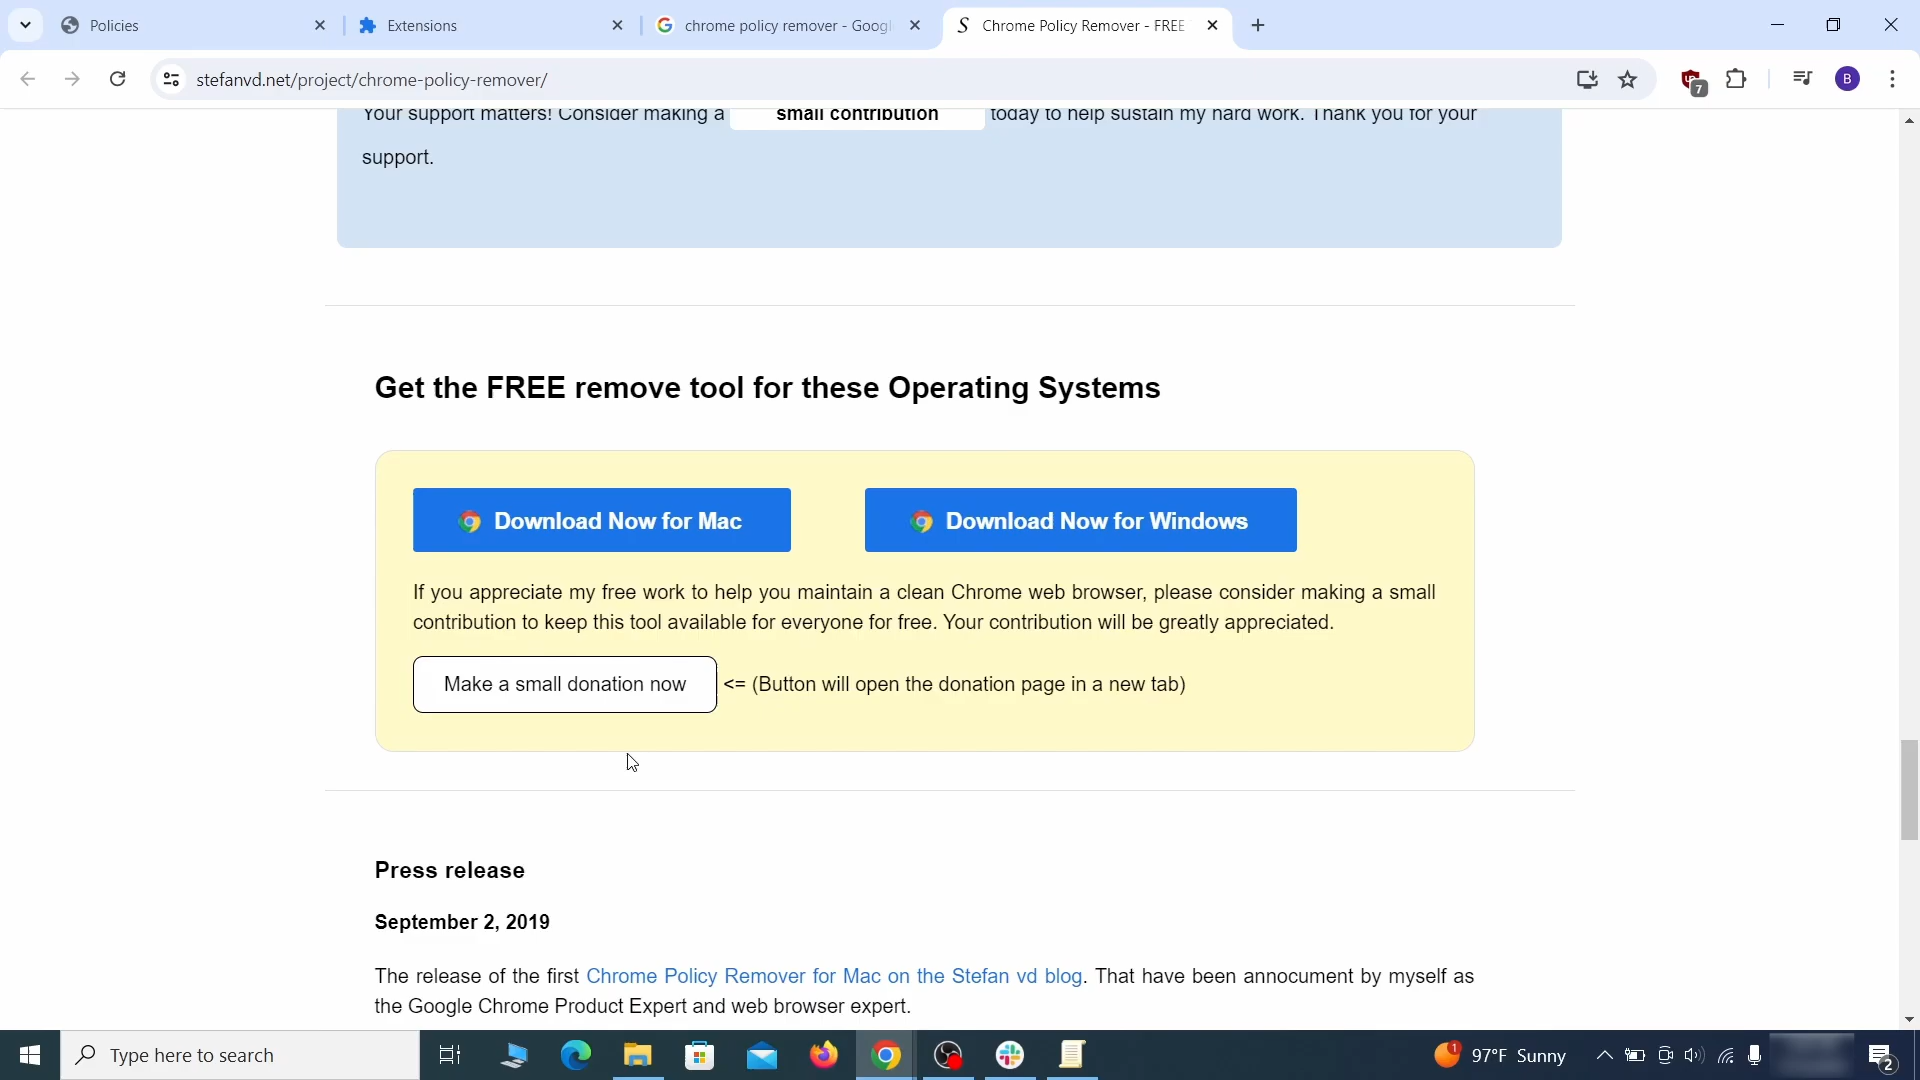 Policies
Extensions
chrome policy remover - Googl
Chrome Policy Remover - FREE
stefanvd.net/project/chrome-policy-remover/
7
B
Your support matters! Consider making a small contribution today to help sustain my hard work. Thank you for your
support.
Get the FREE remove tool for these Operating Systems
Download Now for Mac
Download Now for Windows
If you appreciate my free work to help you maintain a clean Chrome web browser, please consider making a small
contribution to keep this tool available for everyone for free. Your contribution will be greatly appreciated.
Make a small donation now <= (Button will open the donation page in a new tab)
Press release
September 2, 2019
The release of the first Chrome Policy Remover for Mac on the Stefan vd blog. That have been annocument by myself as
the Google Chrome Product Expert and web browser expert.
Type here to search
1
97°F Sunny
2